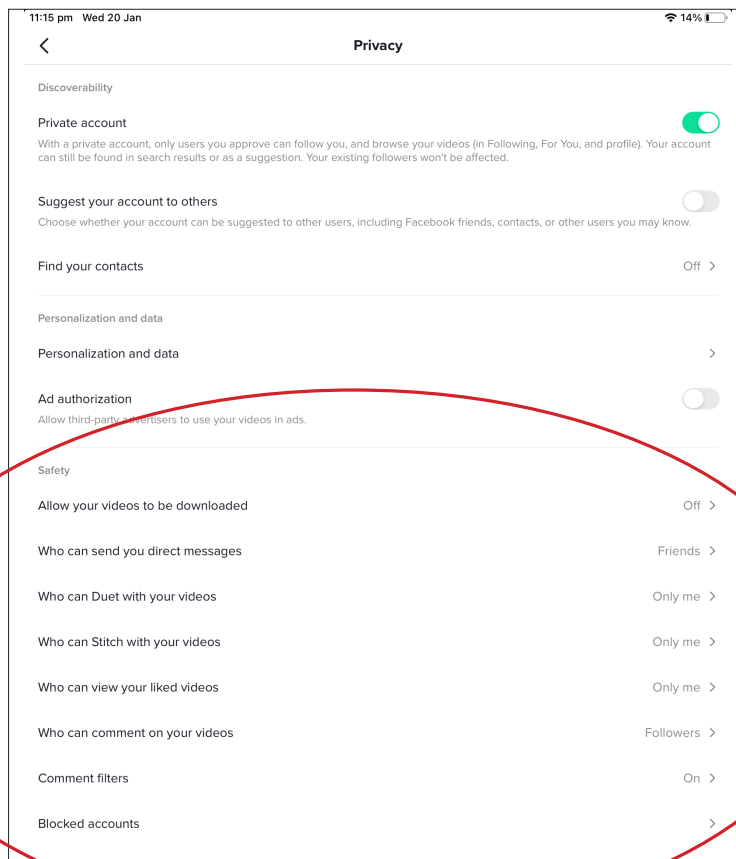 11:15 pm Wed 20 Jan 14%
Privacy
Discoverability
Private account
With a private account, only users you approve can follow you, and browse your videos (in Following, For You, and profile). Your account
can still be found in search results or as a suggestion. Your existing followers won't be affected.
Suggest your account to others
Choose whether your account can be suggested to other users, including Facebook friends, contacts, or other users you may know.
Find your contacts Off
Personalization and data
Personalization and data
Ad authorization
Allow third-party advertisers to use your videos in ads.
Safety
Allow your videos to be downloaded Off
Who can send you direct messages Friends
Who can Duet with your videos Only me
Who can Stitch with your videos Only me
Who can view your liked videos Only me
Who can comment on your videos Followers
Comment filters On
Blocked accounts